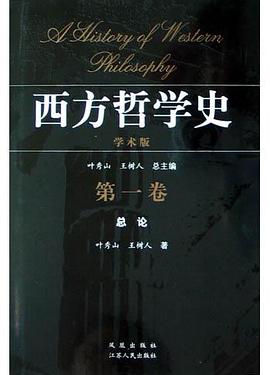 A History of Western
Philosophy
西方哲学史
学术版
叶秀山 王树人 总主编
第一卷
总论
叶秀山 王树人 著
凤凰出版社
江苏人民出版社